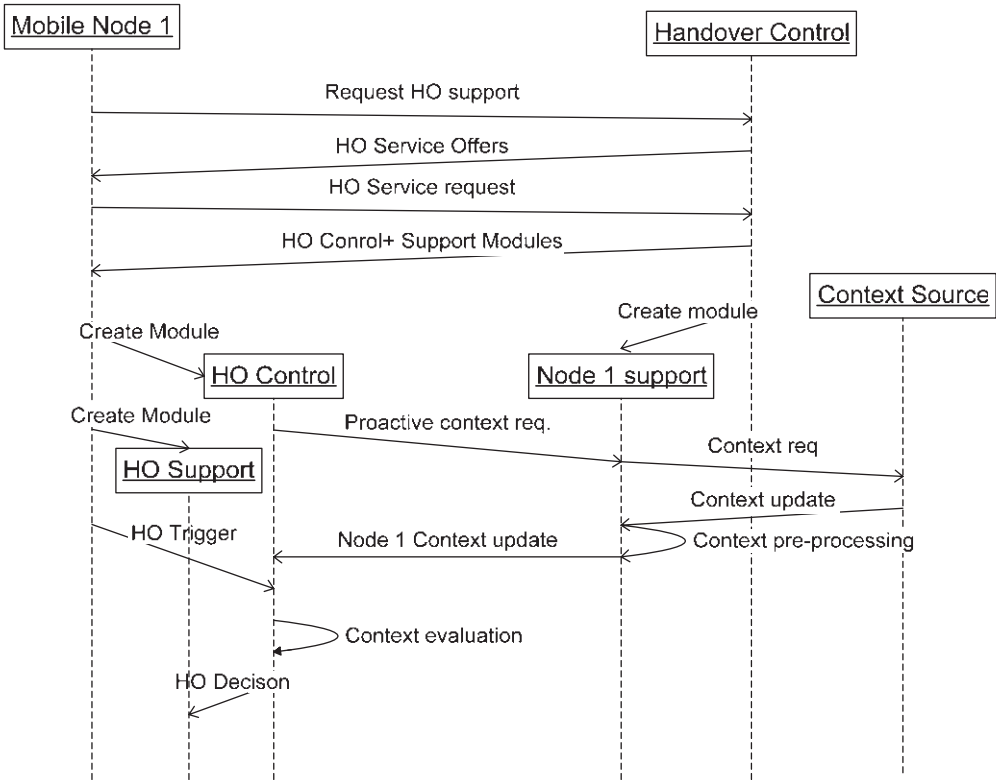 Mobile Node 1
Handover Control
Request HO support
HO Service Offers
HO Service request
HO Conrol+ Support Modules
Context Source
Create module
Create Module
HO Control
Node 1 support
Create Module
Proactive context req.
Context req
HO Support
Context update
HO Trigger
Node 1 Context update
Context pre-processing
Context evaluation
HO Decison